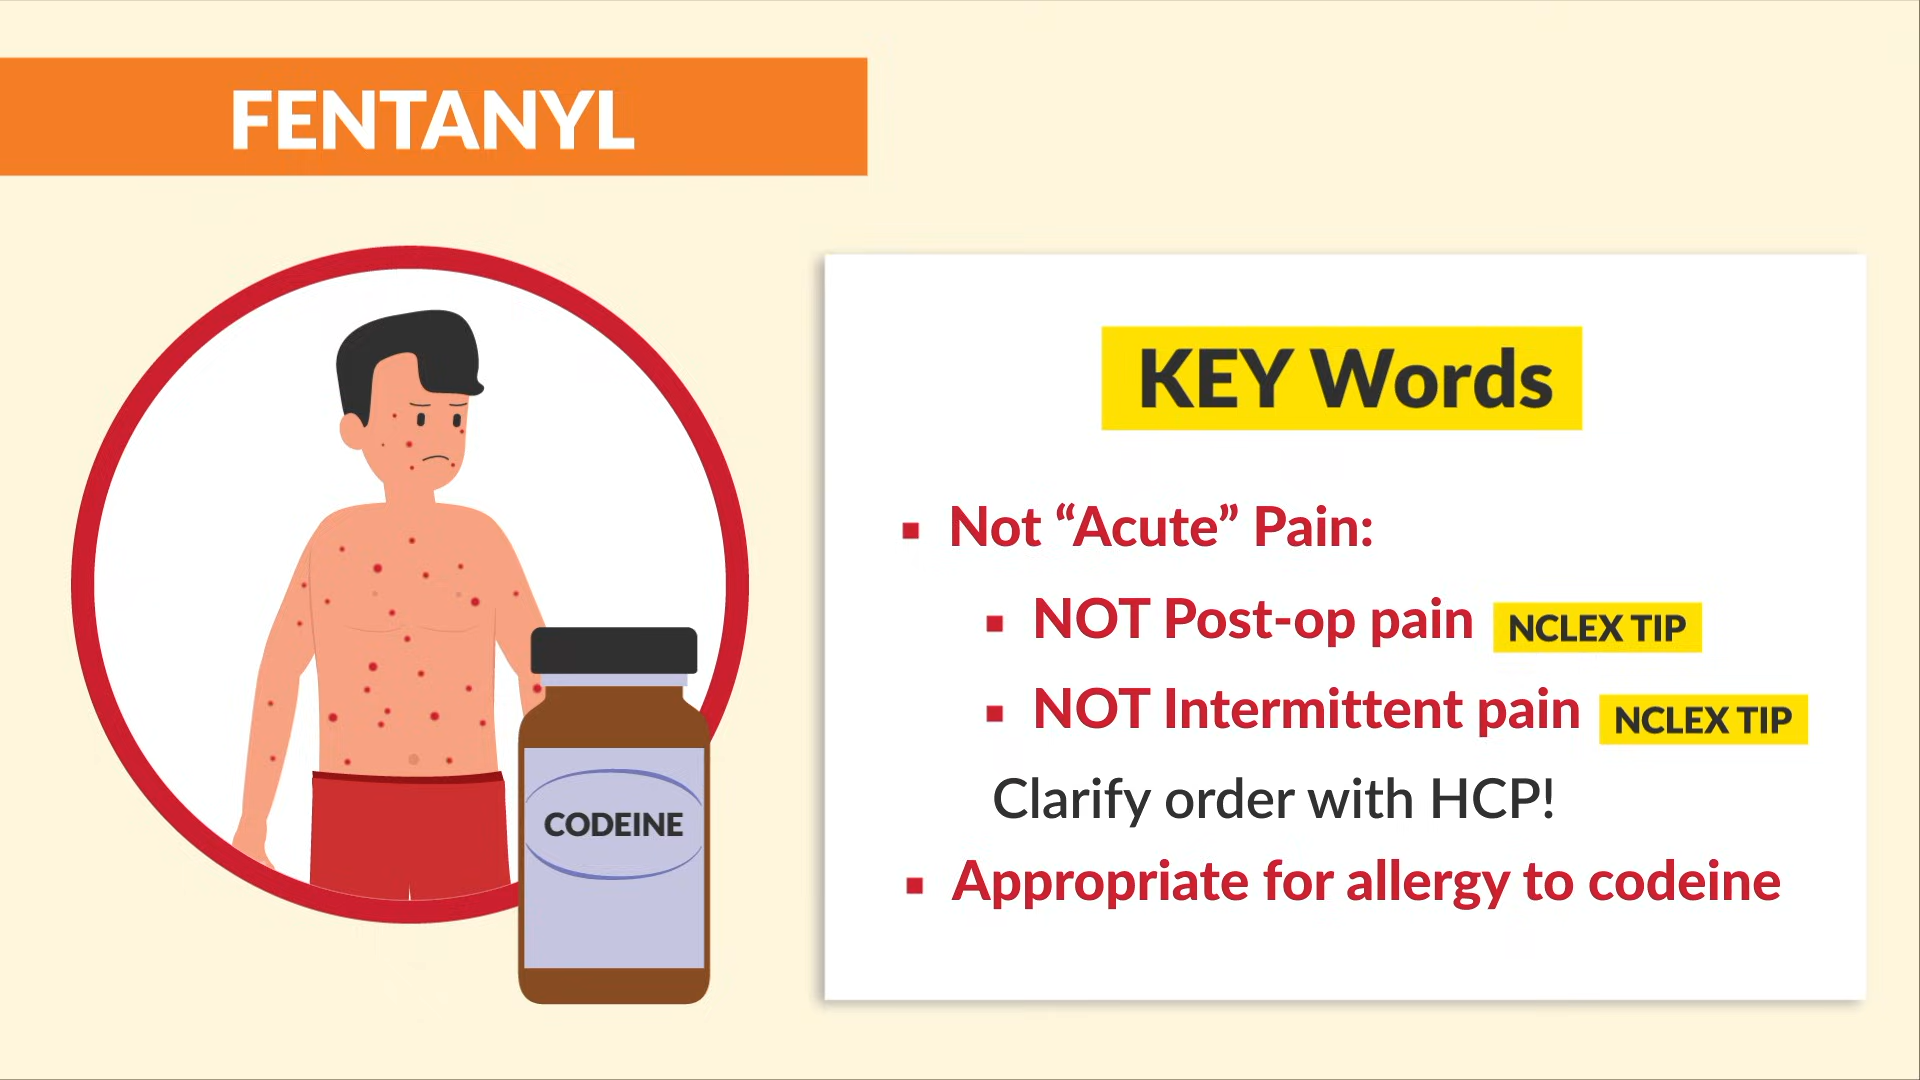 FENTANYL
KEY Words
▪ Not “Acute” Pain:
▪ NOT Post-op pain NCLEX TIP
▪ NOT Intermittent pain NCLEX TIP
Clarify order with HCP!
▪ Appropriate for allergy to codeine
CODEINE